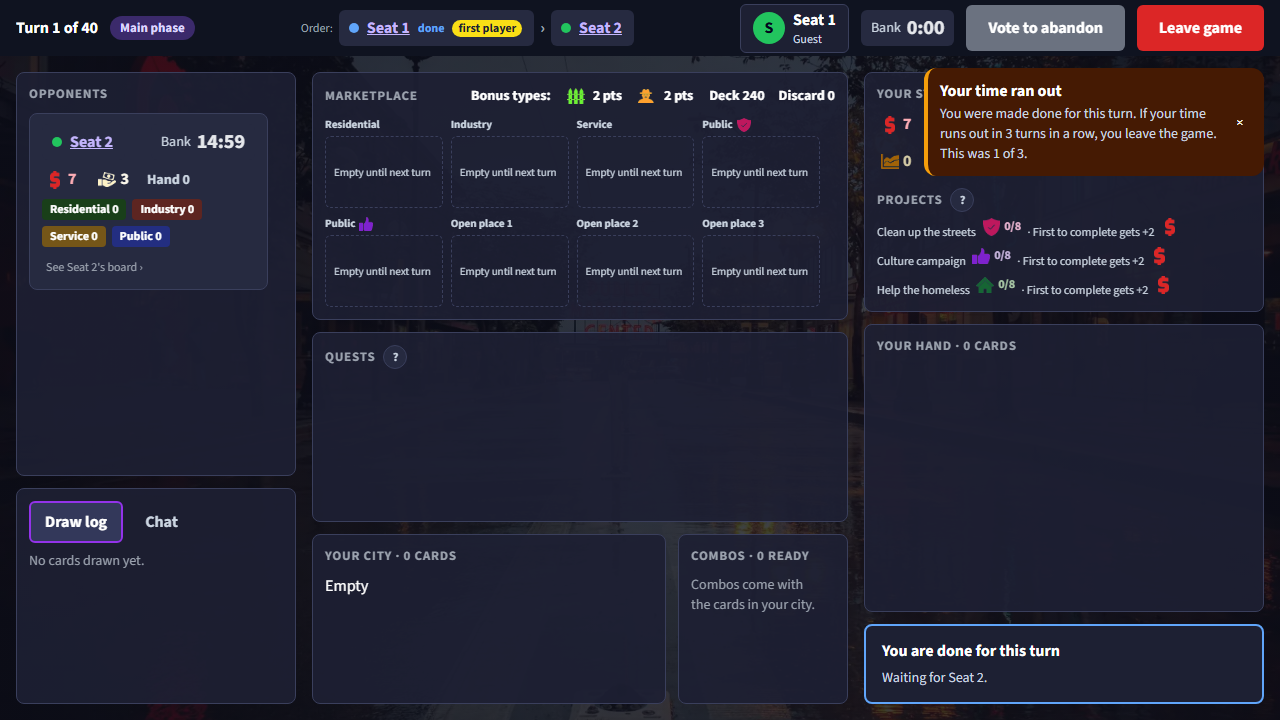 Turn 1 of 40
Main phase
Order:
Seat 1 done first player
›
Seat 2
S
Seat 1
Guest
Bank 0:00
Vote to abandon
Leave game
OPPONENTS
Seat 2
Bank 14:59
7
3
Hand 0
Residential 0
Industry 0
Service 0
Public 0
See Seat 2's board ›
Draw log
Chat
No cards drawn yet.
MARKETPLACE
Bonus types:
2 pts
2 pts
Deck 240
Discard 0
Residential
Industry
Service
Public
Empty until next turn
Empty until next turn
Empty until next turn
Empty until next turn
Public
Open place 1
Open place 2
Open place 3
Empty until next turn
Empty until next turn
Empty until next turn
Empty until next turn
QUESTS ?
YOUR CITY · 0 CARDS
Empty
COMBOS · 0 READY
Combos come with
the cards in your city.
YOUR
7
0
Your time ran out
You were made done for this turn. If your time
runs out in 3 turns in a row, you leave the game.
This was 1 of 3.
×
PROJECTS ?
Clean up the streets 0/8 · First to complete gets +2
Culture campaign 0/8 · First to complete gets +2
Help the homeless 0/8 · First to complete gets +2
YOUR HAND · 0 CARDS
You are done for this turn
Waiting for Seat 2.